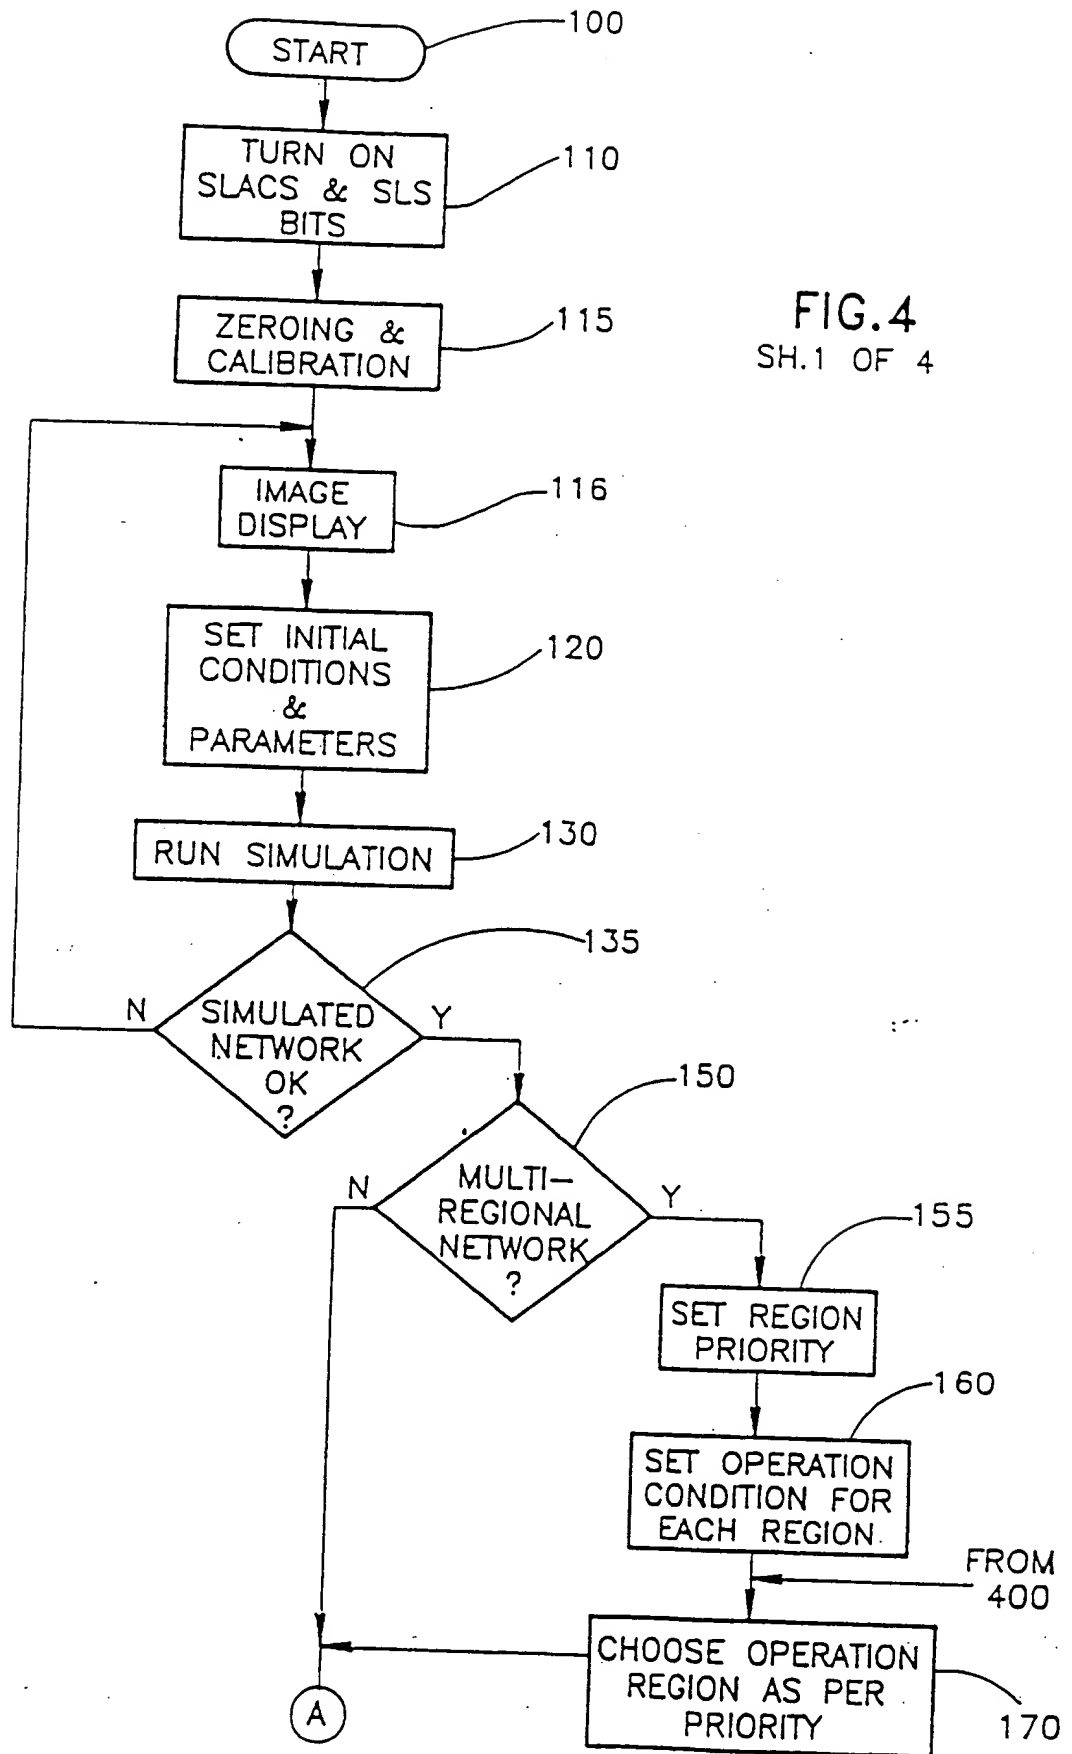 START
100
TURN ON
SLACS & SLS
BITS
110
ZEROING &
CALIBRATION
115
FIG.4
SH.1 OF 4
IMAGE
DISPLAY
116
SET INITIAL
CONDITIONS
&
PARAMETERS
120
RUN SIMULATION
130
135
N
SIMULATED
NETWORK
OK
?
Y
150
N
MULTI-
REGIONAL
NETWORK
?
Y
155
SET REGION
PRIORITY
160
SET OPERATION
CONDITION FOR
EACH REGION.
FROM
400
CHOOSE OPERATION
REGION AS PER
PRIORITY
170
A